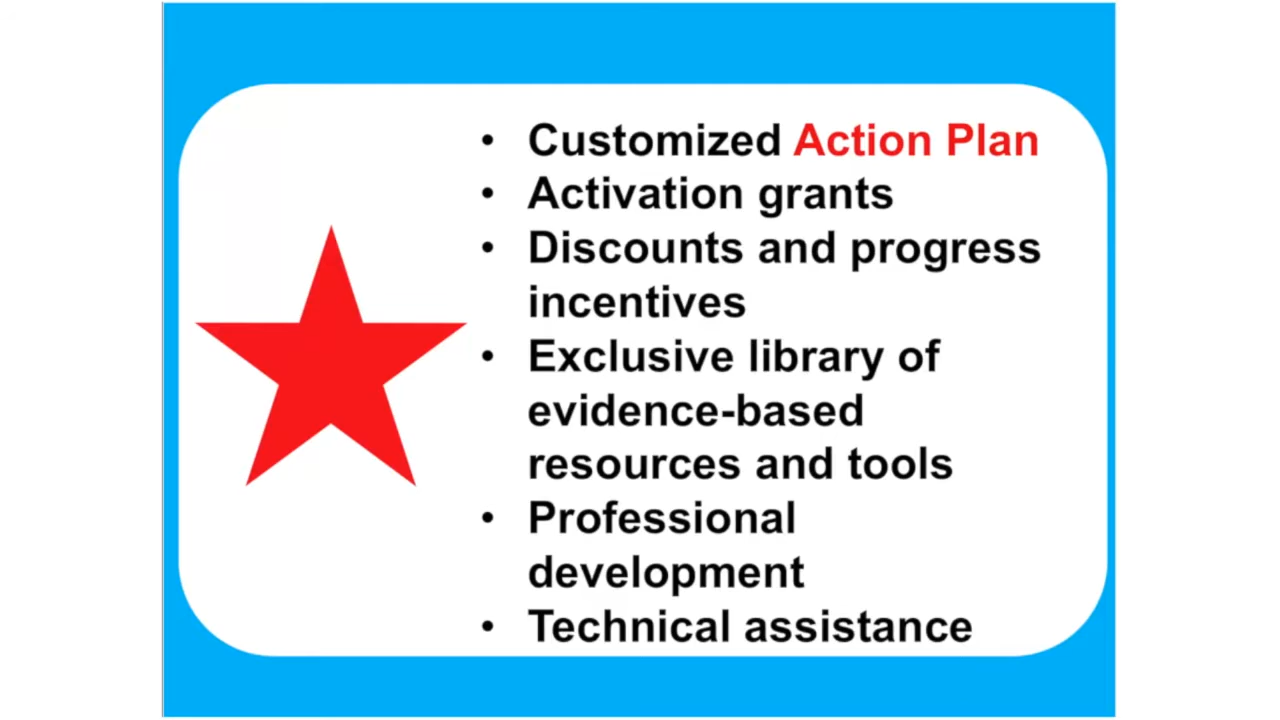 • Customized Action Plan
• Activation grants
• Discounts and progress
incentives
• Exclusive library of
evidence-based
resources and tools
• Professional
development
• Technical assistance